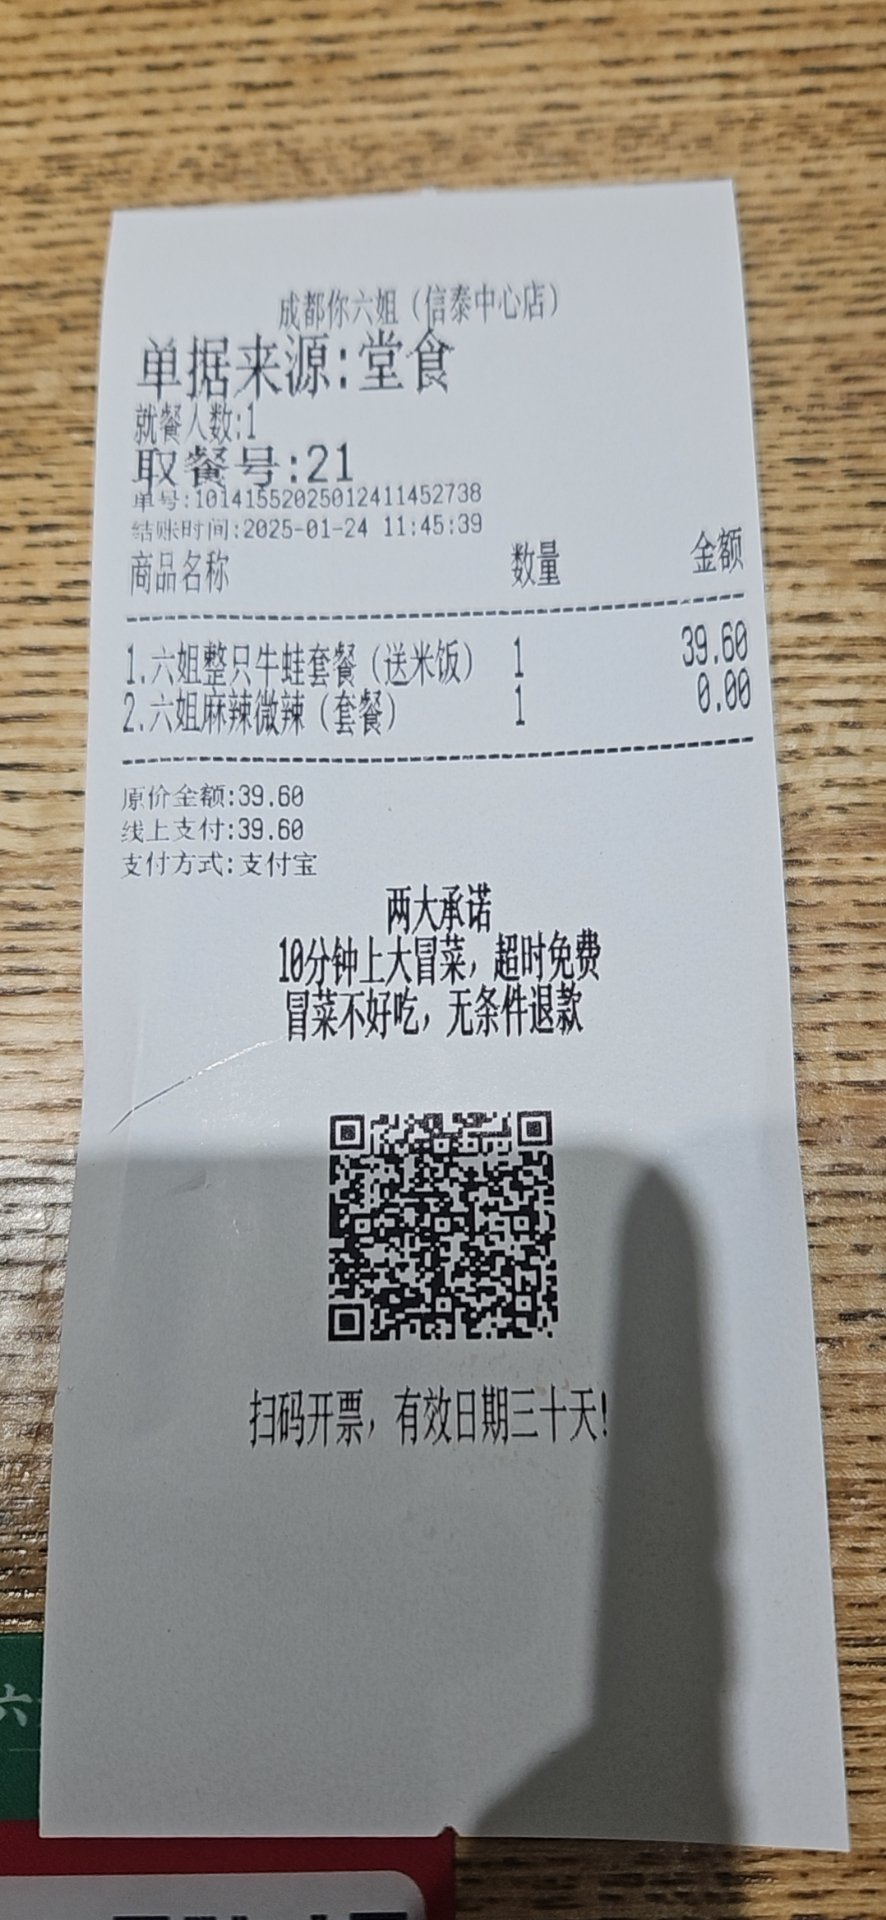 成都你六姐（信泰中心店）
单据来源:堂食
就餐人数:1
取餐号:21
单号:10141552025012411452738
结账时间:2025-01-24 11:45:39
商品名称 数量 金额
1.六姐整只牛蛙套餐（送米饭） 1 39.60
2.六姐麻辣微辣（套餐） 1 0.00
原价金额:39.60
线上支付:39.60
支付方式:支付宝
两大承诺
10分钟上大冒菜，超时免费
冒菜不好吃，无条件退款
扫码开票，有效日期三十天!
六